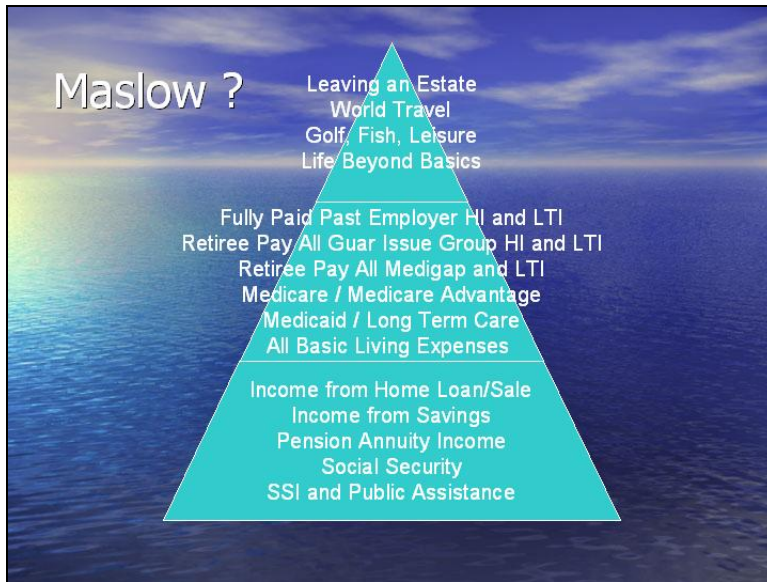 Maslow ?
Leaving an Estate
World Travel
Golf, Fish, Leisure
Life Beyond Basics
Fully Paid Past Employer HI and LTI
Retiree Pay All Guar Issue Group HI and LTI
Retiree Pay All Medigap and LTI
Medicare / Medicare Advantage
Medicaid / Long Term Care
All Basic Living Expenses
Income from Home Loan/Sale
Income from Savings
Pension Annuity Income
Social Security
SSI and Public Assistance